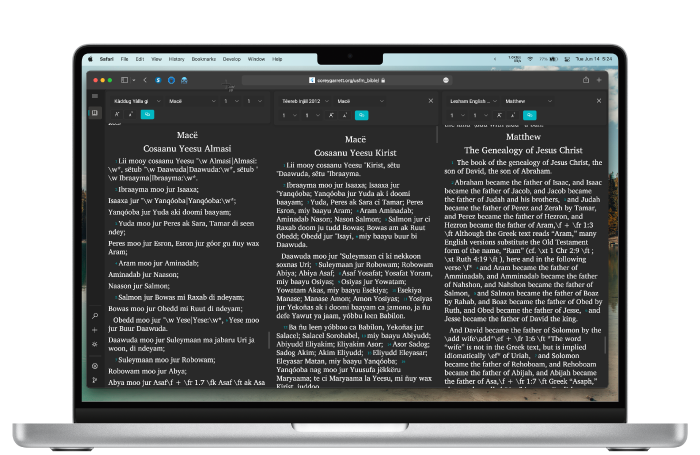 Safari File Edit View History Bookmarks Develop Window Help
Tue Jun 14 5:24
coreygarrett.org/usfm_bible/
Kàddug Yàlla gi Macë 1 1
Téereb Injiil 2012 Macë
Lexham English ... Matthew
1 1
1 1
Macë
Cosaanu Yeesu Almasi
Lii mooy cosaanu Yeesu "\w Almasi|Almasi:
\w*, sëtub "\w Daawuda|Daawuda:\w*, sëtub "
\w Ibraayma|Ibraayma:\w*.
Ibraayma moo jur Isaaxa;
Isaaxa jur "\w Yanqóoba|Yanqóba:\w*;
Yanqóoba jur Yuda aki doomi baayam;
Yuda moo jur Peres ak Sara, Tamar di seen
ndey;
Peres moo jur Esron, Esron jur góor gu ñuy wax
Aram;
Aram moo jur Aminadab;
Aminadab jur Naason;
Naason jur Salmon;
Salmon jur Bowas mi Raxab di ndeyam;
Bowas moo jur Obedd mi Ruut di ndeyam;
Obedd moo jur "\w Yese|Yese:\w*, Yese moo
jur Buur Daawuda.
Daawuda moo jur Suleymaan ma jabaru Uri ja
woon, di ndeyam;
Suleymaan moo jur Robowam;
Robowam moo jur Abya;
Abya moo jur Asaf\f + \fr 1.7 \fk Asaf \ft ak Asa
Macë
Cosaanu Yeesu Kirist
Lii mooy cosaanu Yeesu "Kirist, sëtu
"Daawuda, sëtu "Ibraayma.
Ibraayma moo jur Isaaxa; Isaaxa jur
"Yanqóoba; Yanqóoba jur Yuda ak i doomi
baayam; Yuda, Peres ak Sara ci Tamar; Peres
Esron, miy baayu Aram; Aram Aminadab;
Aminadab Nason; Nason Salmon; Salmon jur ci
Raxab doom ju tudd Bowas; Bowas am ak Ruut
Obedd; Obedd jur "Isayi, miy baayu buur bi
Daawuda.
Daawuda moo jur "Suleymaan ci ki nekkoon
soxnas Uri; Suleymaan jur Robowam; Robowam
Abiya; Abiya Asaf; Asaf Yosafat; Yosafat Yoram,
miy baayu Osiyas; Osiyas jur Yowatam;
Yowatam Akas, miy baayu Esekiya; Esekiya
Manase; Manase Amon; Amon Yosiyas; Yosiyas
jur Yekoñas ak i doomi baayam ca jamono, ja ñu
defe Yawut ya jaam, yóbbu leen Babilon.
Ba ñu leen yóbboo ca Babilon, Yekoñas jur
Salacel; Salacel Sorobabel, miy baayu Abiyudd;
Abiyudd Eliyakim; Eliyakim Asor; Asor Sadog;
Sadog Akim; Akim Eliyudd; Eliyudd Eleyasar;
Eleyasar Matan, miy baayu Yanqóoba;
Yanqóoba nag moo jur Yuusufa jëkkëru
Maryaama; te ci Maryaama la Yeesu, mi ñuy wax
Kirist, juddoo.
Matthew
The Genealogy of Jesus Christ
The book of the genealogy of Jesus Christ, the
son of David, the son of Abraham.
Abraham became the father of Isaac, and Isaac
became the father of Jacob, and Jacob became
the father of Judah and his brothers, and Judah
became the father of Perez and Zerah by Tamar,
and Perez became the father of Hezron, and
Hezron became the father of Aram,\f + \fr 1:3
\ft Although the Greek text reads “Aram,” many
English versions substitute the Old Testament
form of the name, “Ram” (cf. \xt 1 Chr 2:9 \ft ;
\xt Ruth 4:19 \ft ), here and in the following
verse \f* and Aram became the father of
Amminadab, and Amminadab became the father
of Nahshon, and Nahshon became the father of
Salmon, and Salmon became the father of Boaz
by Rahab, and Boaz became the father of Obed by
Ruth, and Obed became the father of Jesse, and
Jesse became the father of David the king.
And David became the father of Solomon by the
\add wife\add*\ef + \fr 1:6 \ft *The word
“wife” is not in the Greek text, but is implied
idiomatically \ef* of Uriah, and Solomon
became the father of Rehoboam, and Rehoboam
became the father of Abijah, and Abijah became
the father of Asa,\f + \fr 1:7 \ft Greek “Asaph,”